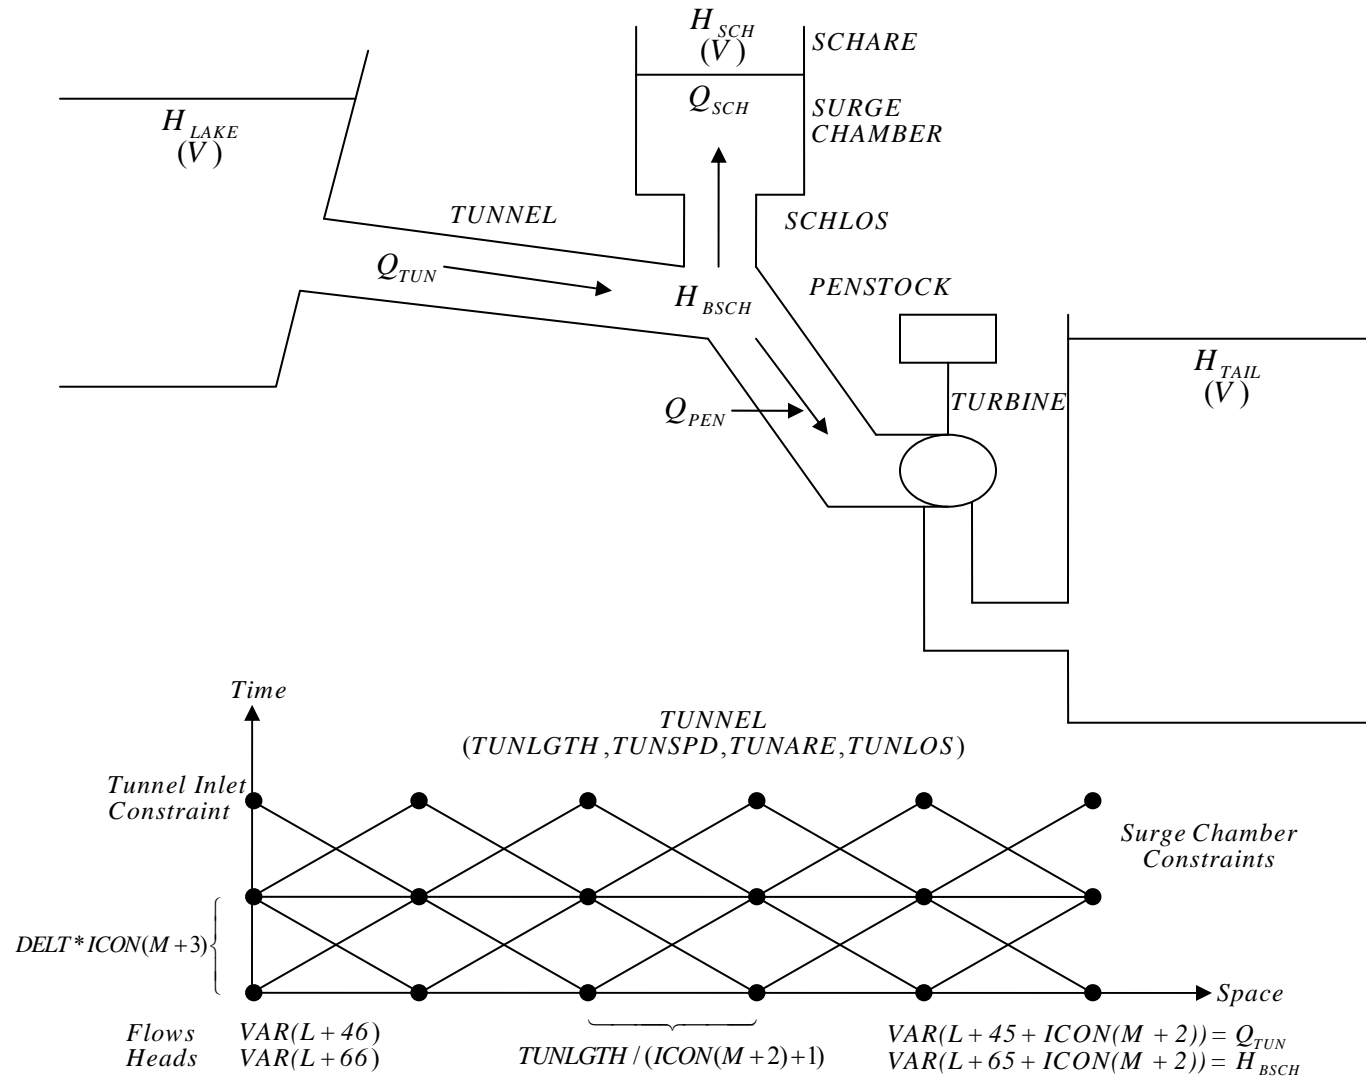 H_SCH
(V)
SCHARE
H_LAKE
(V)
Q_SCH
SURGE
CHAMBER
TUNNEL
SCHLOS
Q_TUN
H_BSCH
PENSTOCK
H_TAIL
(V)
Q_PEN
TURBINE
Time
TUNNEL
(TUNLGTH,TUNSPD,TUNARE,TUNLOS)
Tunnel Inlet
Constraint
Surge Chamber
Constraints
DELT*ICON(M+3)
Space
Flows VAR(L+46) VAR(L+45+ICON(M+2))=Q_TUN
Heads VAR(L+66) TUNLGTH/(ICON(M+2)+1) VAR(L+65+ICON(M+2))=H_BSCH